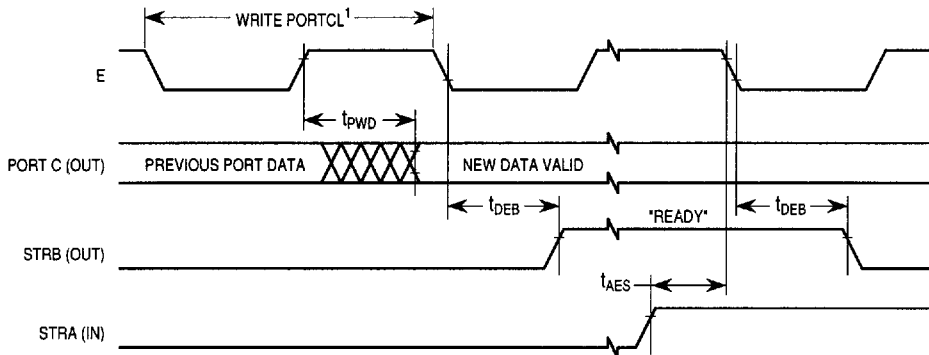 WRITE PORTCL¹
E
tPWD
PORT C (OUT)
PREVIOUS PORT DATA
NEW DATA VALID
tDEB
"READY"
tDEB
STRB (OUT)
tAES
STRA (IN)